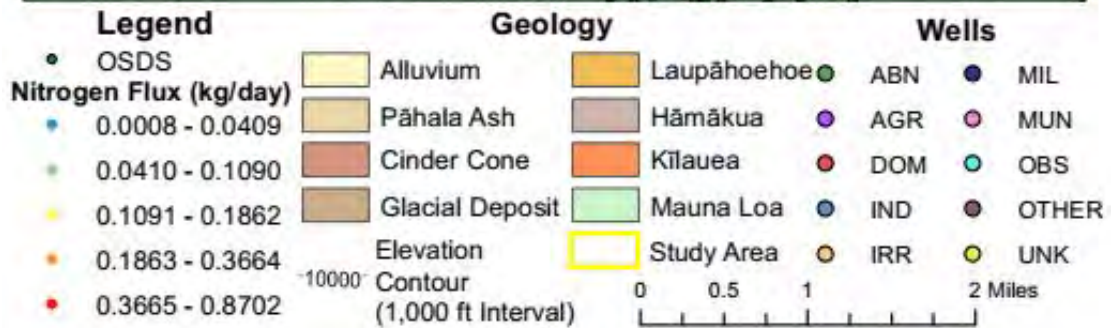 Legend
OSDS
Nitrogen Flux (kg/day)
0.0008 - 0.0409
0.0410 - 0.1090
0.1091 - 0.1862
0.1863 - 0.3664
0.3665 - 0.8702
Geology
Alluvium
Pāhala Ash
Cinder Cone
Glacial Deposit
Laupāhoehoe
Hāmākua
Kīlauea
Mauna Loa
Study Area
-10000-
Elevation
Contour
(1,000 ft Interval)
0 0.5 1 2 Miles
Wells
ABN
AGR
DOM
IND
IRR
MIL
MUN
OBS
OTHER
UNK